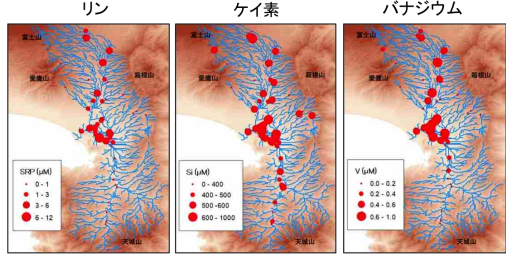 リン
ケイ素
バナジウム
富士山
愛鷹山
箱根山
天城山
SRP (μM)
0 - 1
1 - 3
3 - 6
6 - 12
富士山
愛鷹山
箱根山
天城山
Si (μM)
0 - 400
400 - 500
500 -600
600 - 1000
富士山
愛鷹山
箱根山
天城山
V (μM)
0.0 - 0.2
0.2 - 0.4
0.4 - 0.6
0.6 - 1.0